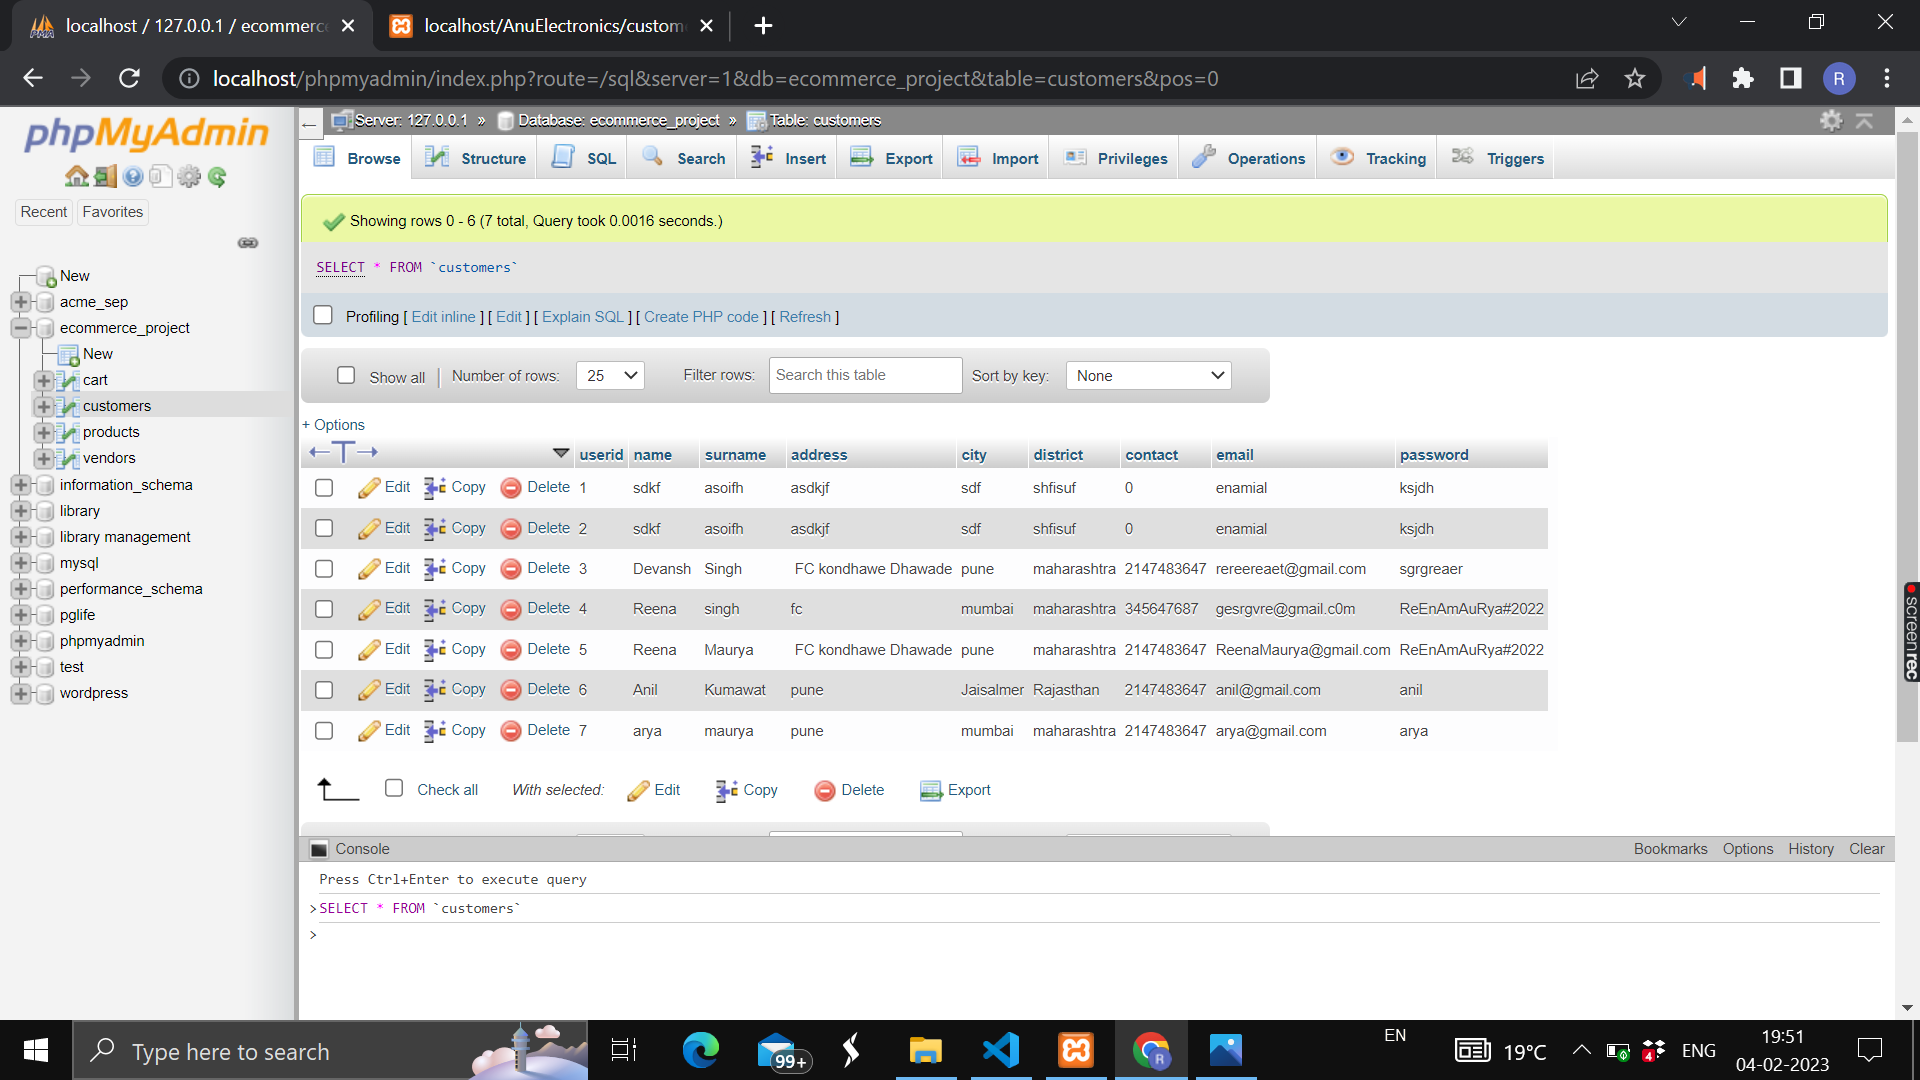 localhost / 127.0.0.1 / ecommerce
localhost/AnuElectronics/custom
localhost/phpmyadmin/index.php?route=/sql&server=1&db=ecommerce_project&table=customers&pos=0
R
phpMyAdmin
Recent Favorites
New
acme_sep
ecommerce_project
New
cart
customers
products
vendors
information_schema
library
library management
mysql
performance_schema
pglife
phpmyadmin
test
wordpress
Server: 127.0.0.1 » Database: ecommerce_project » Table: customers
Browse Structure SQL Search Insert Export Import Privileges Operations Tracking Triggers
Showing rows 0 - 6 (7 total, Query took 0.0016 seconds.)
SELECT * FROM `customers`
Profiling [ Edit inline ] [ Edit ] [ Explain SQL ] [ Create PHP code ] [ Refresh ]
Show all | Number of rows: 25 Filter rows: Search this table Sort by key: None
+ Options
←T→ userid name surname address city district contact email password
Edit Copy Delete 1 sdkf asoifh asdkjf sdf shfisuf 0 enamial ksjdh
Edit Copy Delete 2 sdkf asoifh asdkjf sdf shfisuf 0 enamial ksjdh
Edit Copy Delete 3 Devansh Singh FC kondhawe Dhawade pune maharashtra 2147483647 rereereaet@gmail.com sgrgreaer
Edit Copy Delete 4 Reena singh fc mumbai maharashtra 345647687 gesrgvre@gmail.c0m ReEnAmAuRya#2022
Edit Copy Delete 5 Reena Maurya FC kondhawe Dhawade pune maharashtra 2147483647 ReenaMaurya@gmail.com ReEnAmAuRya#2022
Edit Copy Delete 6 Anil Kumawat pune Jaisalmer Rajasthan 2147483647 anil@gmail.com anil
Edit Copy Delete 7 arya maurya pune mumbai maharashtra 2147483647 arya@gmail.com arya
Check all With selected: Edit Copy Delete Export
Console Bookmarks Options History Clear
Press Ctrl+Enter to execute query
>SELECT * FROM `customers`
>
screenrec
Type here to search
99+
R
EN
19°C
4
ENG
19:51
04-02-2023